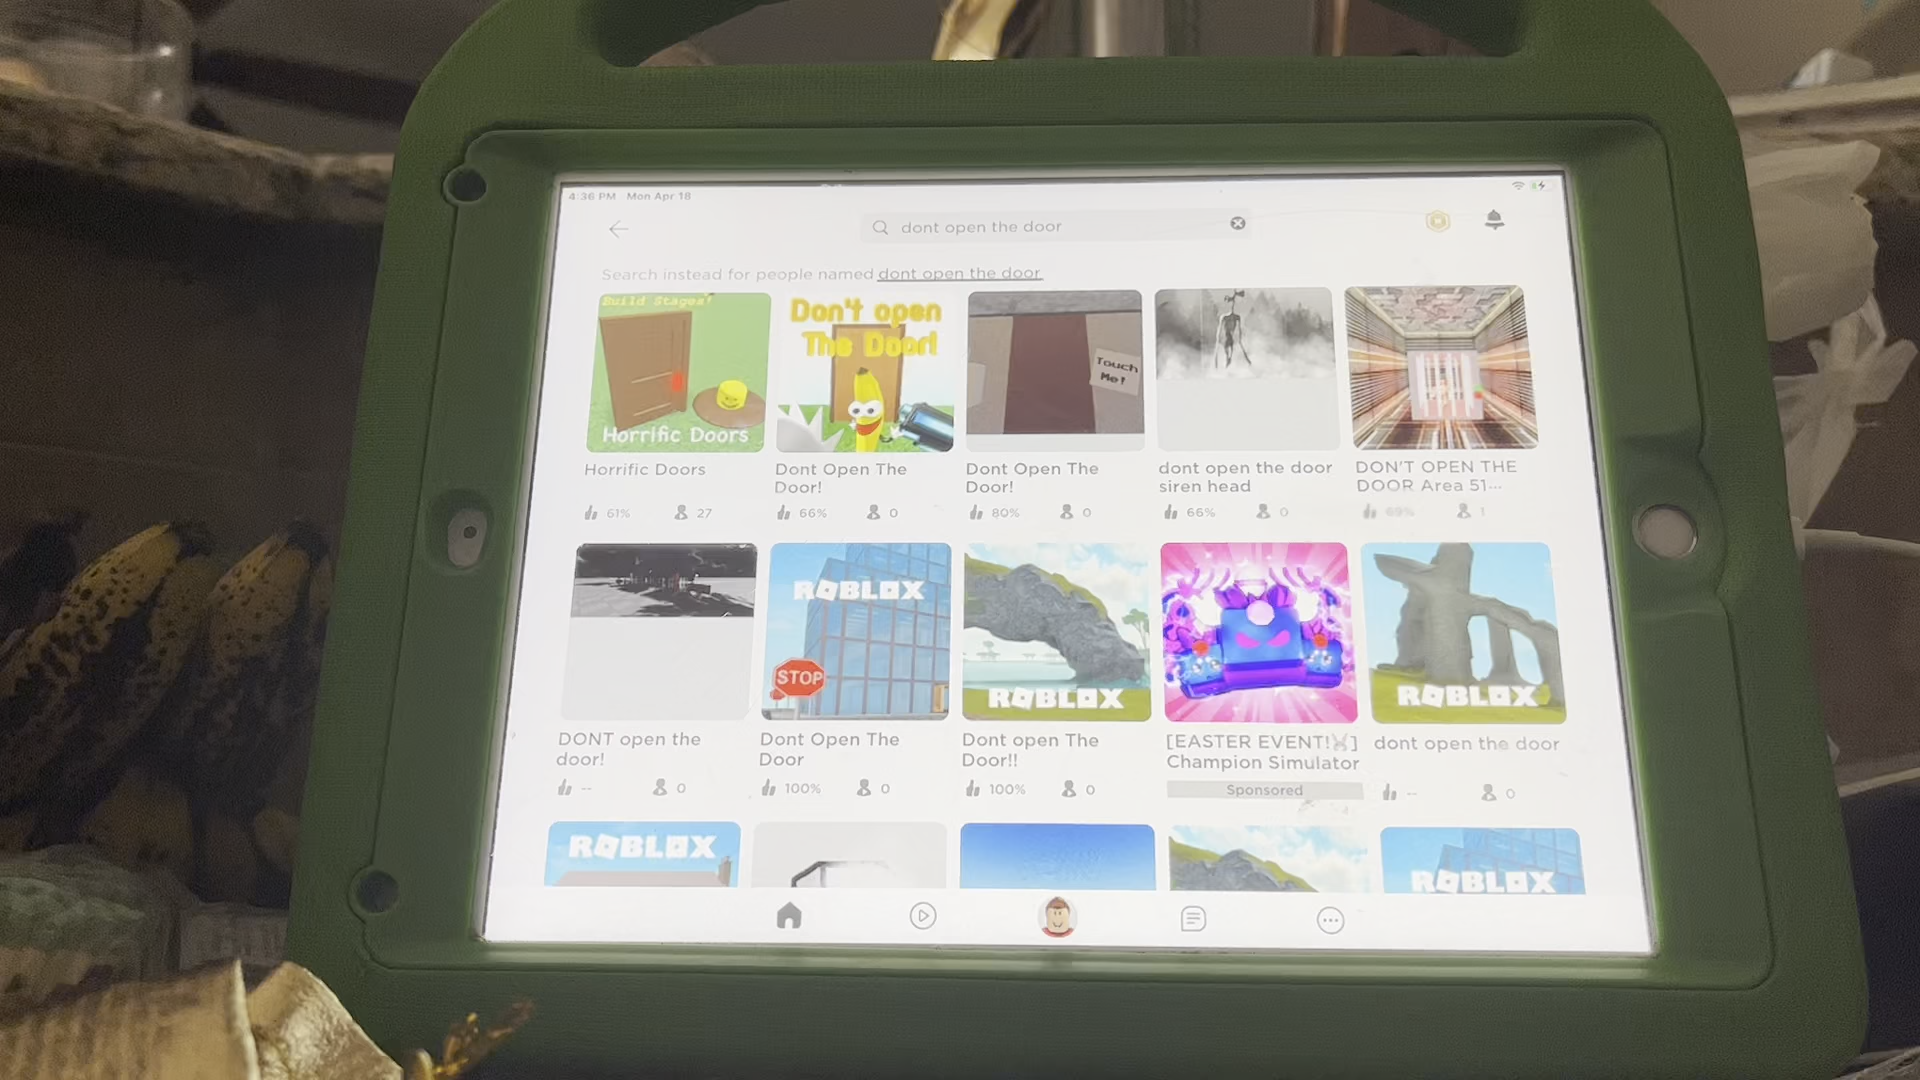 4:36 PM Mon Apr 18
dont open the door
Search instead for people named dont open the door
Build Stages!
Horrific Doors
Don't open
The Door!
Touch
Me!
Horrific Doors
61% 27
Dont Open The
Door!
66% 0
Dont Open The
Door!
80% 0
dont open the door
siren head
66% 0
DON'T OPEN THE
DOOR Area 51...
69% 1
ROBLOX
STOP
ROBLOX
ROBLOX
DONT open the
door!
-- 0
Dont Open The
Door
100% 0
Dont open The
Door!!
100% 0
[EASTER EVENT!🐰]
Champion Simulator
Sponsored
dont open the door
-- 0
ROBLOX
ROBLOX